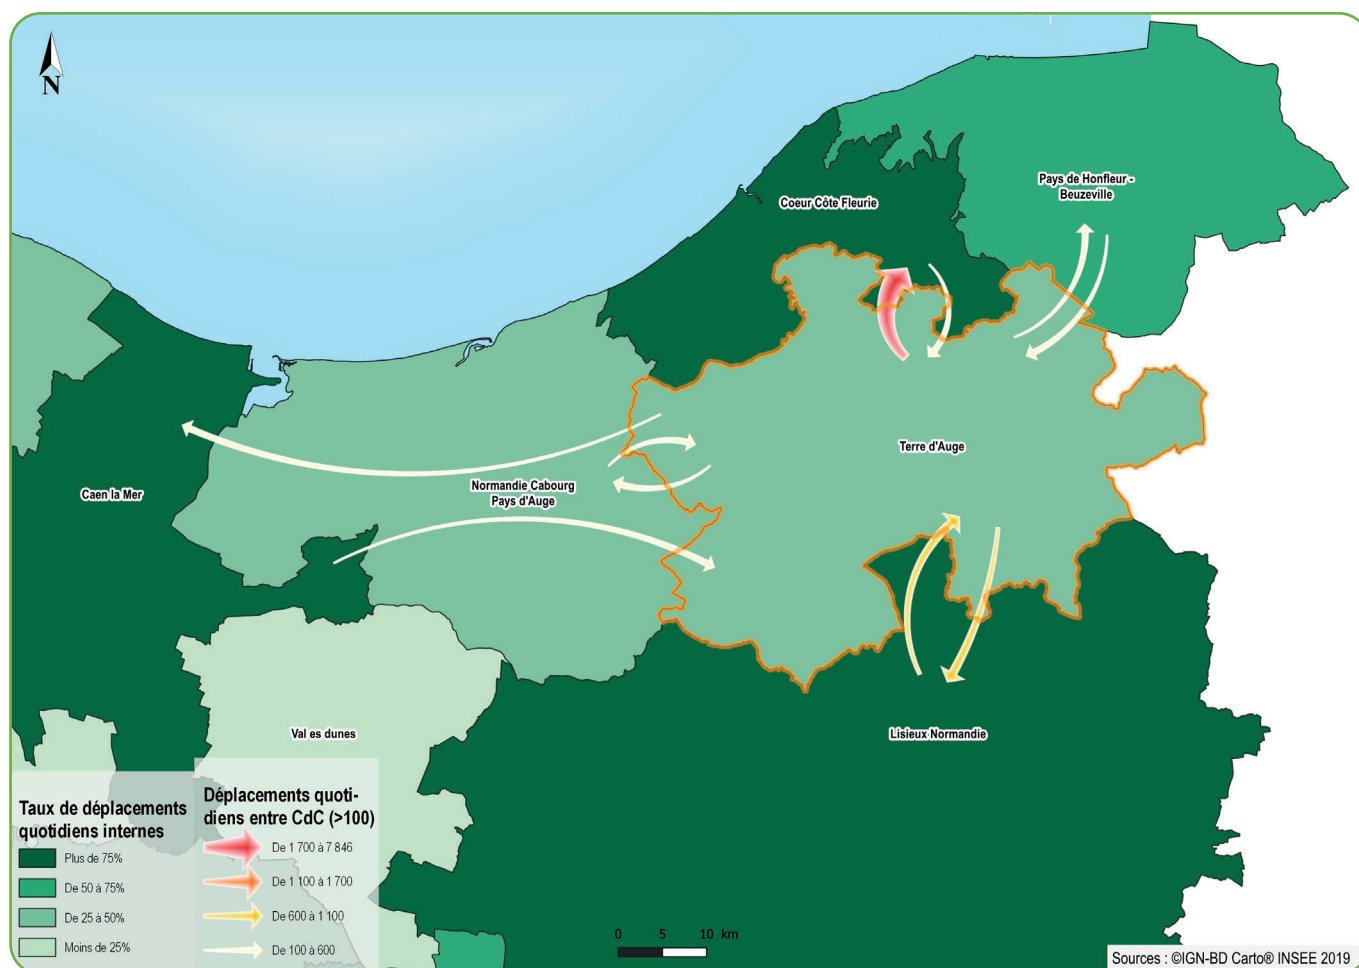 N
Coeur Côte Fleurie
Pays de Honfleur -
Beuzeville
Terre d'Auge
Normandie Cabourg
Pays d'Auge
Caen la Mer
Val es dunes
Lisieux Normandie
Taux de déplacements
quotidiens internes
Plus de 75%
De 50 à 75%
De 25 à 50%
Moins de 25%
Déplacements quoti-
diens entre CdC (>100)
De 1 700 à 7 846
De 1 100 à 1 700
De 600 à 1 100
De 100 à 600
0 5 10 km
Sources : ©IGN-BD Carto® INSEE 2019